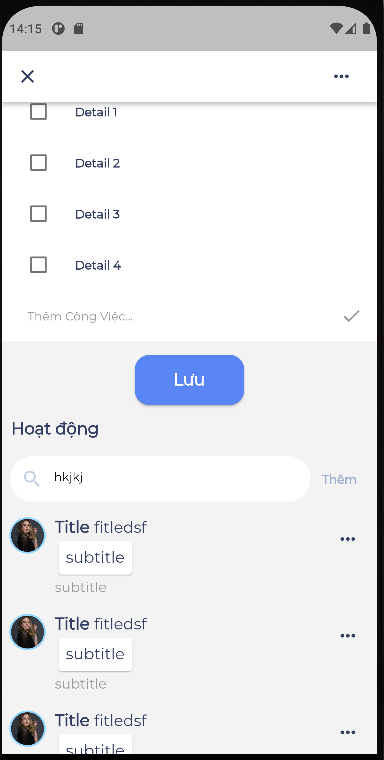 14:15
Detail 1
Detail 2
Detail 3
Detail 4
Thêm Công Việc...
Lưu
Hoạt động
hkjkj
Thêm
Title fitledsf
subtitle
subtitle
Title fitledsf
subtitle
subtitle
Title fitledsf
subtitle